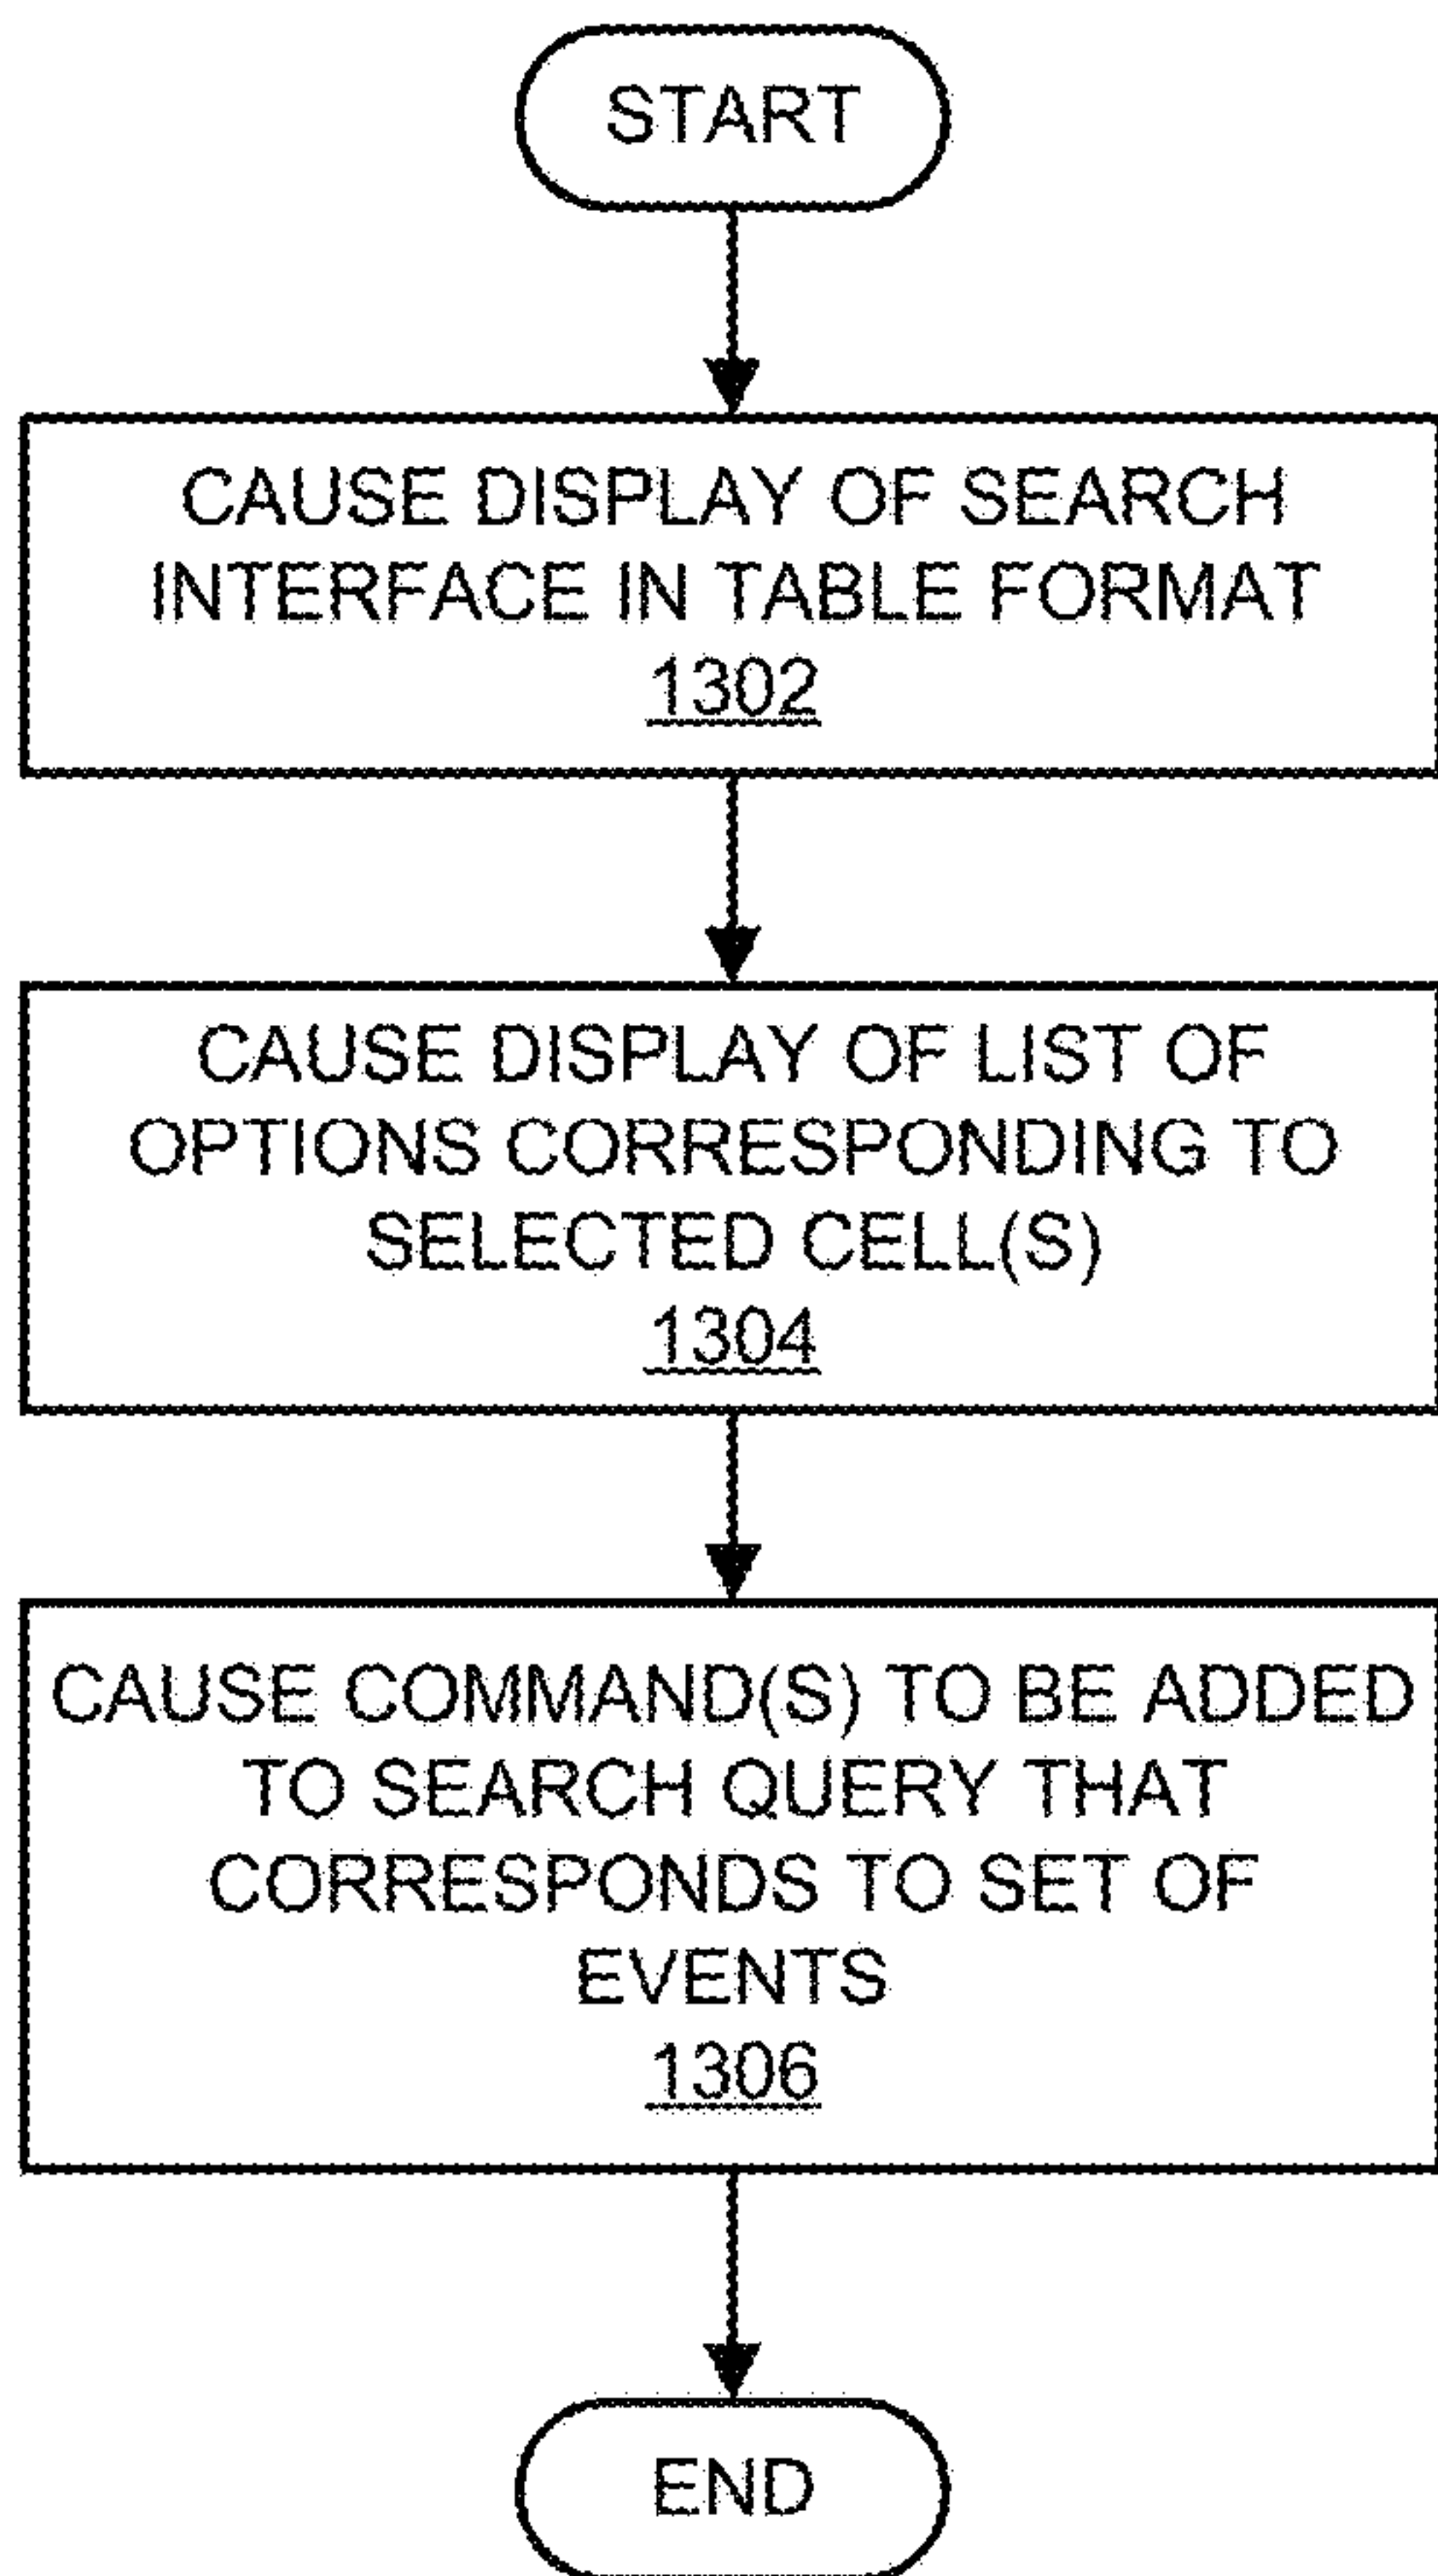 START
CAUSE DISPLAY OF SEARCH
INTERFACE IN TABLE FORMAT
1302
CAUSE DISPLAY OF LIST OF
OPTIONS CORRESPONDING TO
SELECTED CELL(S)
1304
CAUSE COMMAND(S) TO BE ADDED
TO SEARCH QUERY THAT
CORRESPONDS TO SET OF
EVENTS
1306
END